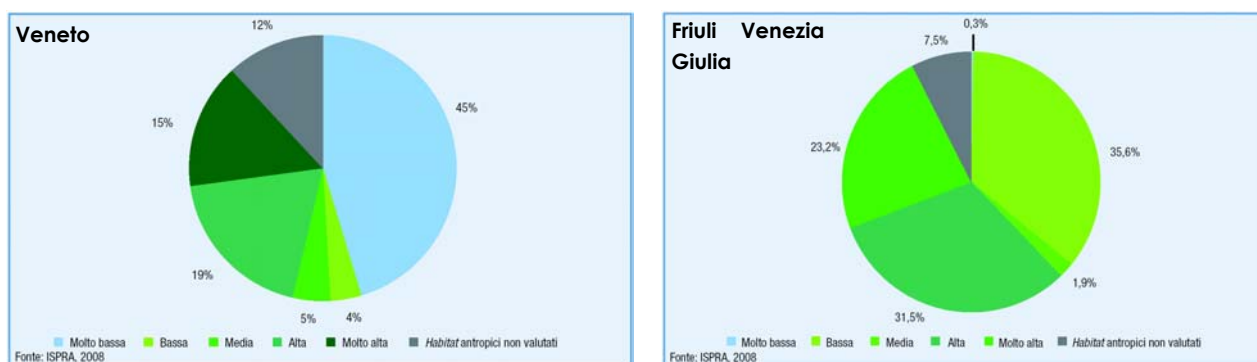 Veneto
12%
45%
15%
19%
5%
4%
Molto bassa Bassa Media Alta Molto alta Habitat antropici non valutati
Fonte: ISPRA, 2008
Friuli Venezia
Giulia
0,3%
7,5%
23,2%
35,6%
1,9%
31,5%
Molto bassa Bassa Media Alta Molto alta Habitat antropici non valutati
Fonte: ISPRA, 2008